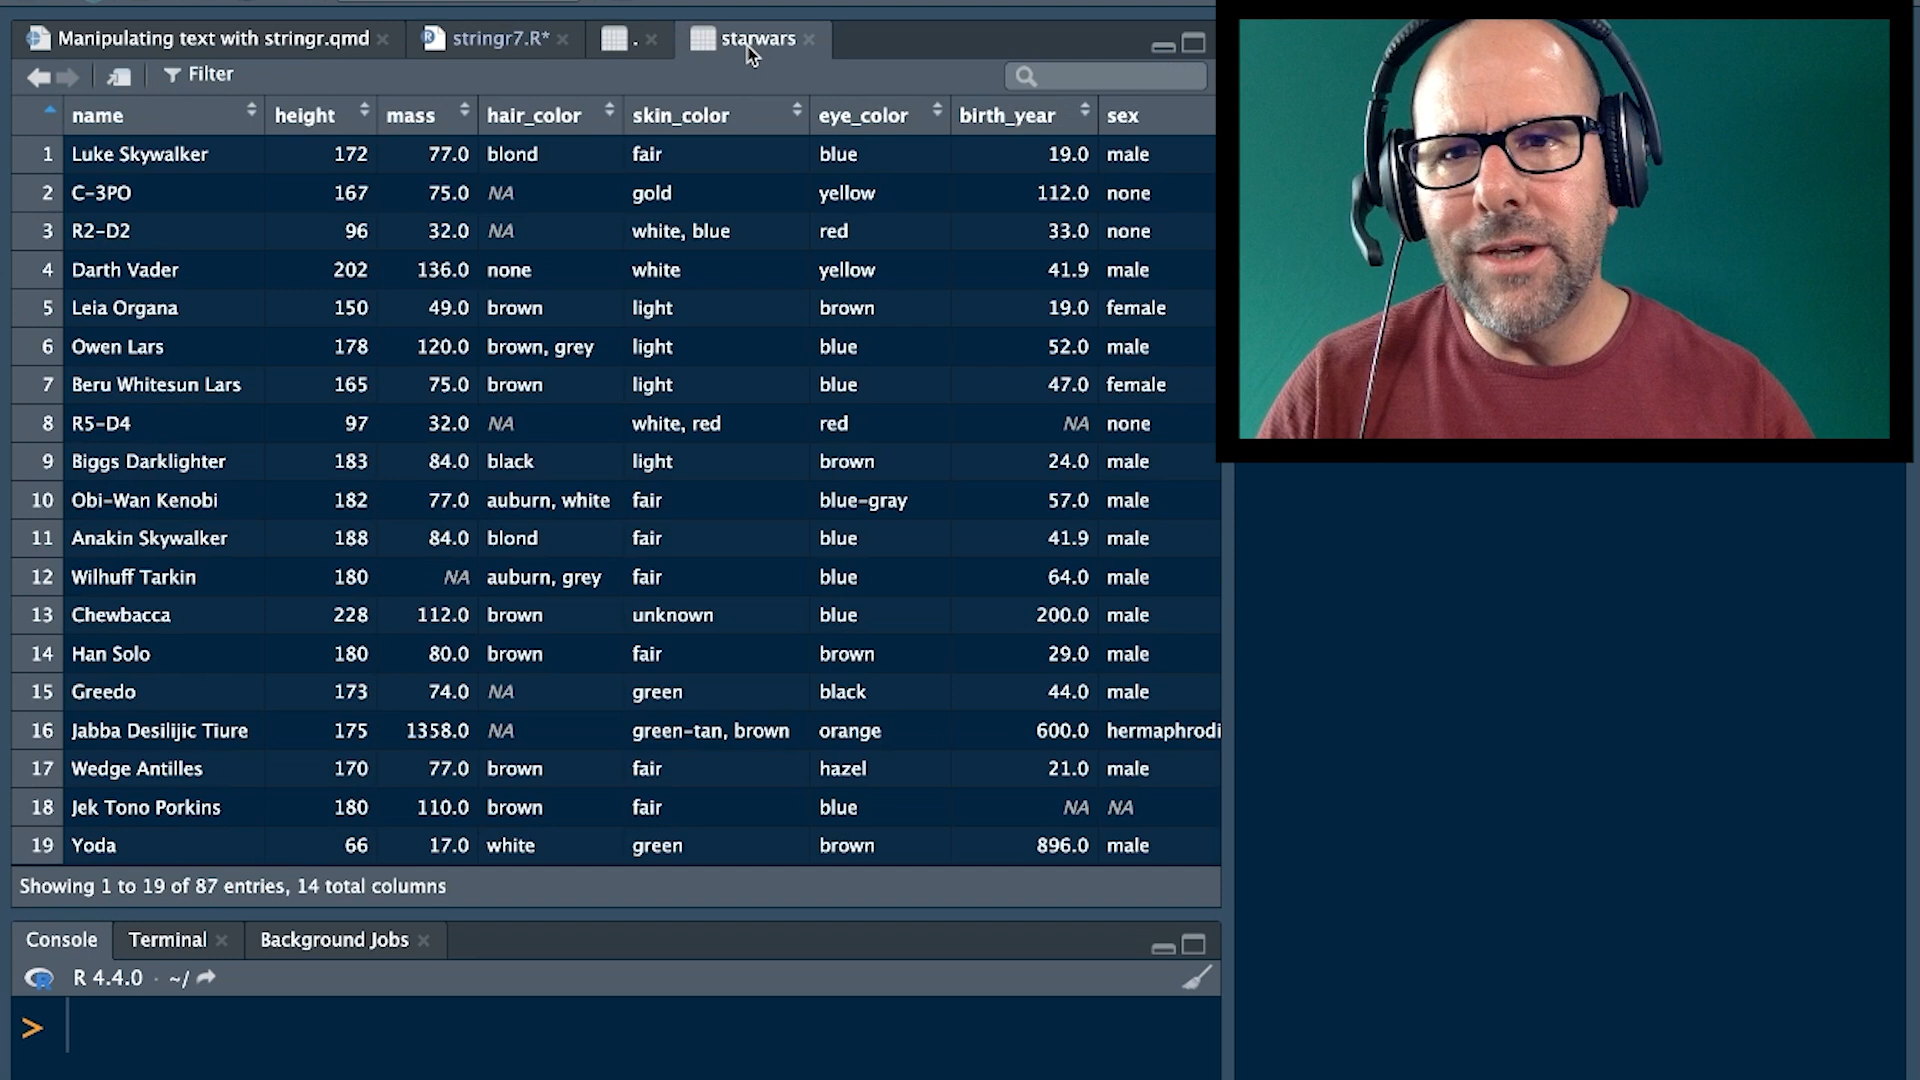 Manipulating text with stringr.qmd stringr7.R* . starwars
Filter
name height mass hair_color skin_color eye_color birth_year sex
1 Luke Skywalker 172 77.0 blond fair blue 19.0 male
2 C-3PO 167 75.0 NA gold yellow 112.0 none
3 R2-D2 96 32.0 NA white, blue red 33.0 none
4 Darth Vader 202 136.0 none white yellow 41.9 male
5 Leia Organa 150 49.0 brown light brown 19.0 female
6 Owen Lars 178 120.0 brown, grey light blue 52.0 male
7 Beru Whitesun Lars 165 75.0 brown light blue 47.0 female
8 R5-D4 97 32.0 NA white, red red NA none
9 Biggs Darklighter 183 84.0 black light brown 24.0 male
10 Obi-Wan Kenobi 182 77.0 auburn, white fair blue-gray 57.0 male
11 Anakin Skywalker 188 84.0 blond fair blue 41.9 male
12 Wilhuff Tarkin 180 NA auburn, grey fair blue 64.0 male
13 Chewbacca 228 112.0 brown unknown blue 200.0 male
14 Han Solo 180 80.0 brown fair brown 29.0 male
15 Greedo 173 74.0 NA green black 44.0 male
16 Jabba Desilijic Tiure 175 1358.0 NA green-tan, brown orange 600.0 hermaphrodi
17 Wedge Antilles 170 77.0 brown fair hazel 21.0 male
18 Jek Tono Porkins 180 110.0 brown fair blue NA NA
19 Yoda 66 17.0 white green brown 896.0 male
Showing 1 to 19 of 87 entries, 14 total columns
Console Terminal Background Jobs
R 4.4.0 · ~/
>